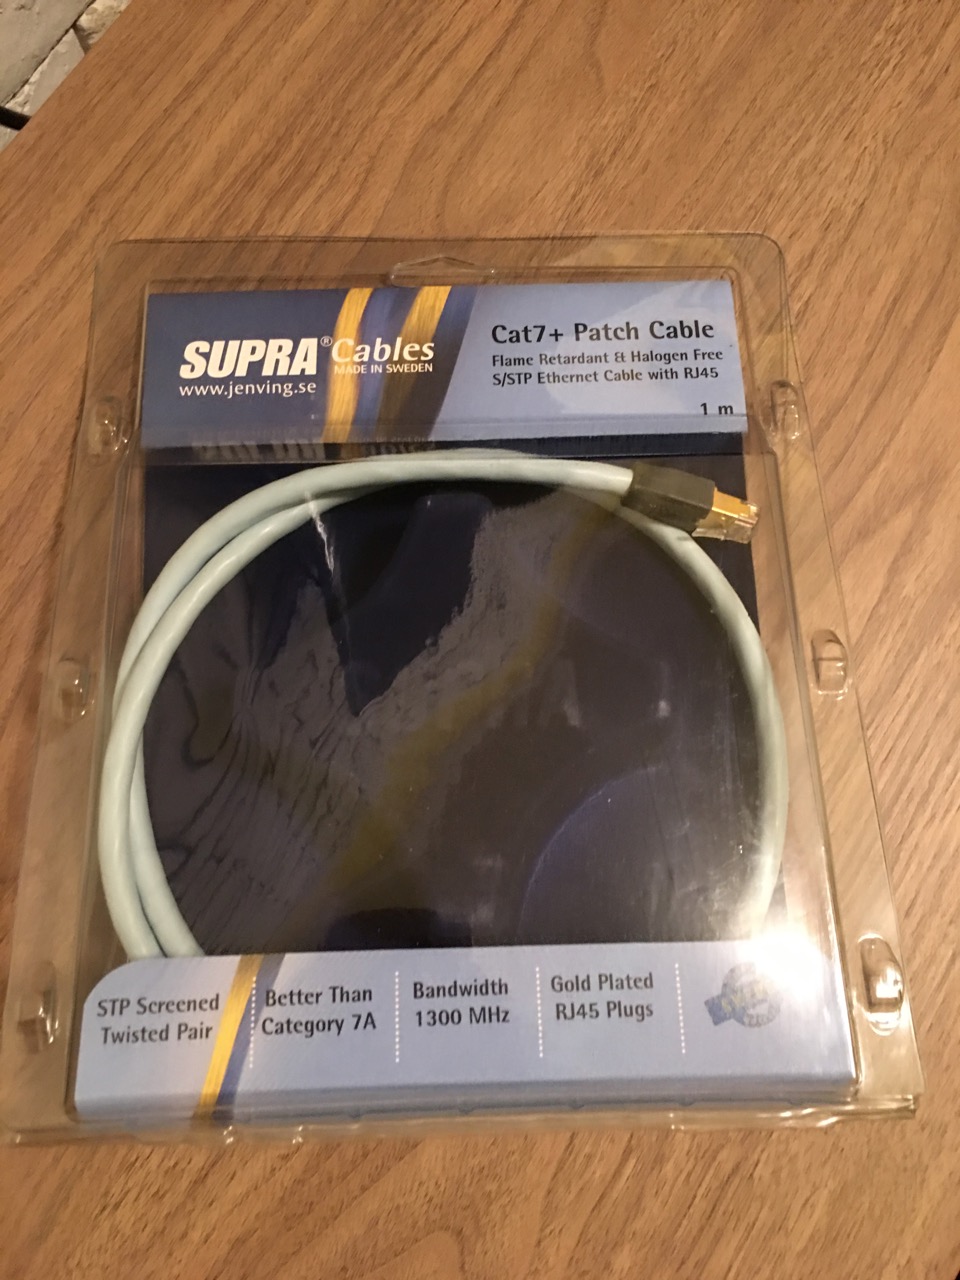 SUPRA® Cables
MADE IN SWEDEN
www.jenving.se
Cat7+ Patch Cable
Flame Retardant & Halogen Free
S/STP Ethernet Cable with RJ45
1 m
STP Screened
Twisted Pair
Better Than
Category 7A
Bandwidth
1300 MHz
Gold Plated
RJ45 Plugs